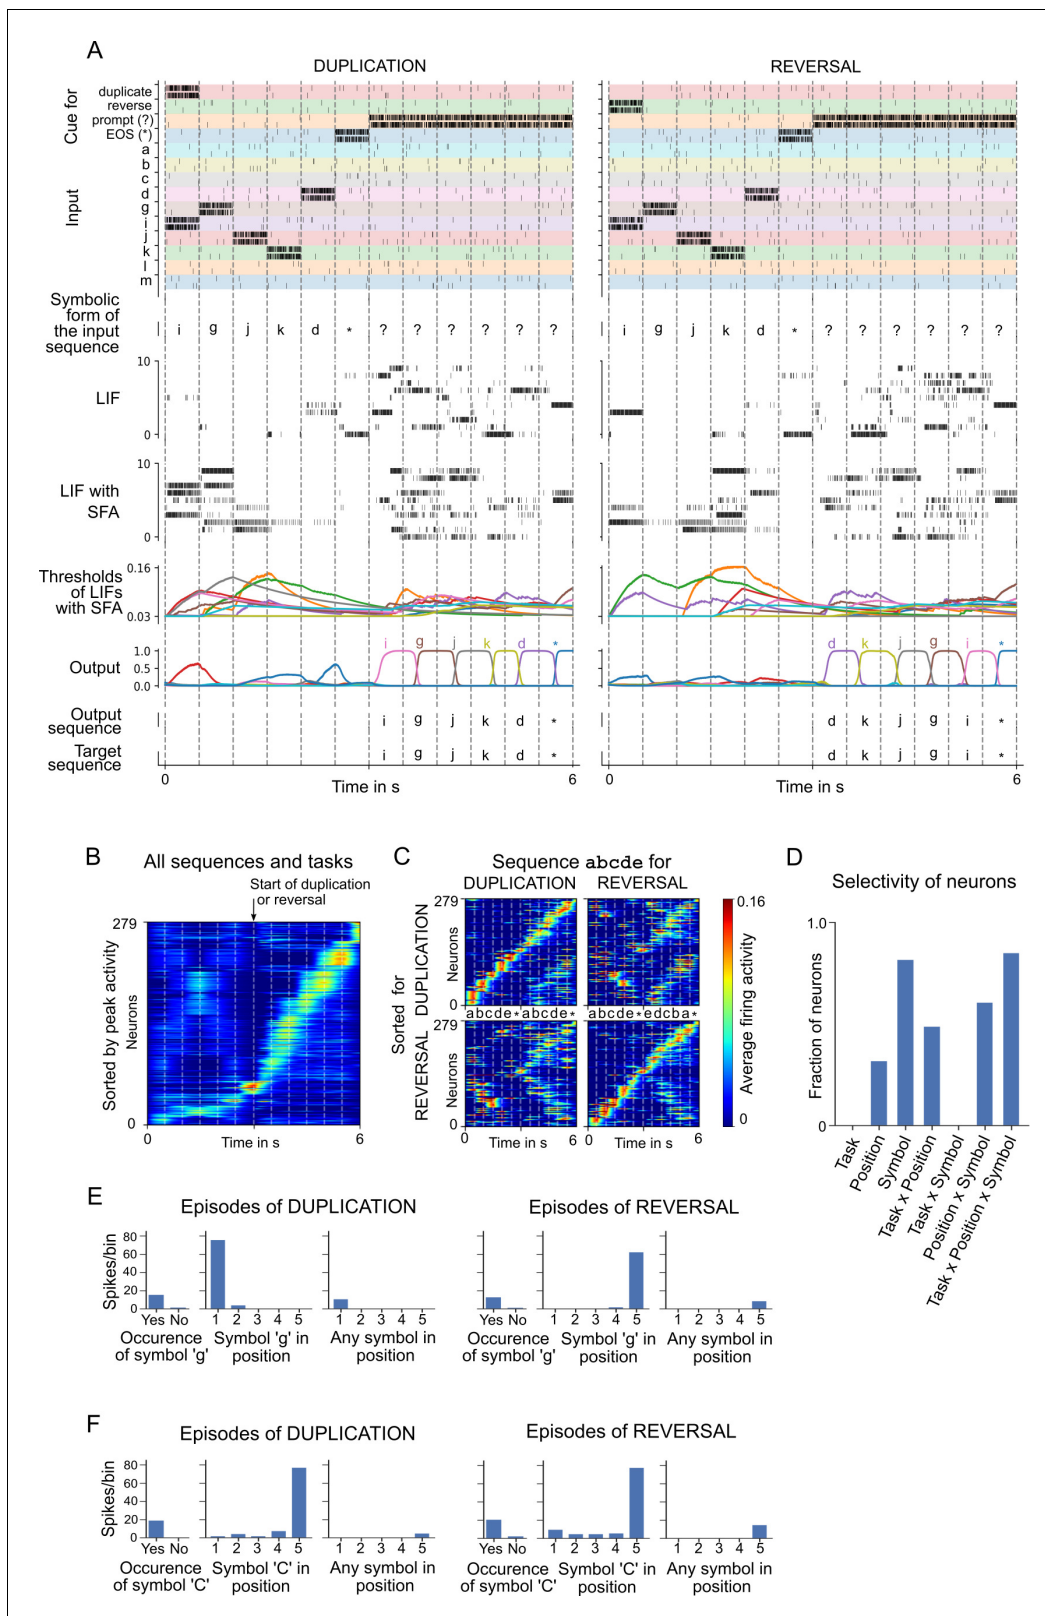 A
DUPLICATION
REVERSAL
Cue for
duplicate
reverse
prompt (?)
EOS (*)
Input
a
b
c
d
g
i
j
k
l
m
Symbolic
form of
the input
sequence
i g j k d * ? ? ? ? ? ?
i g j k d * ? ? ? ? ? ?
10
LIF
0
10
LIF with
SFA
0
0.16
Thresholds
of LIFs
with SFA
0.03
1.0
Output
0.5
0.0
i g j k d *
d k j g i *
Output
sequence
i g j k d *
d k j g i *
Target
sequence
i g j k d *
d k j g i *
0 Time in s 6
0 Time in s 6
B
All sequences and tasks
Start of duplication
or reversal
279
Sorted by peak activity
Neurons
0
0 Time in s 6
C
Sequence abcde for
DUPLICATION REVERSAL
Sorted for
DUPLICATION
Neurons
279
0
abcde*abcde*
abcde*edcba*
REVERSAL
Neurons
279
0
0 Time in s 6
0 Time in s 6
0.16
Average firing activity
0
D
Selectivity of neurons
1.0
Fraction of neurons
0
Task
Position
Symbol
Task x Position
Task x Symbol
Position x Symbol
Task x Position x Symbol
E
Episodes of DUPLICATION
Episodes of REVERSAL
Spikes/bin
80
60
40
20
0
Yes No
1 2 3 4 5
1 2 3 4 5
Yes No
1 2 3 4 5
1 2 3 4 5
Occurence
of symbol 'g'
Symbol 'g' in
position
Any symbol in
position
Occurence
of symbol 'g'
Symbol 'g' in
position
Any symbol in
position
F
Episodes of DUPLICATION
Episodes of REVERSAL
Spikes/bin
80
60
40
20
0
Yes No
1 2 3 4 5
1 2 3 4 5
Yes No
1 2 3 4 5
1 2 3 4 5
Occurence
of symbol 'C'
Symbol 'C' in
position
Any symbol in
position
Occurence
of symbol 'C'
Symbol 'C' in
position
Any symbol in
position